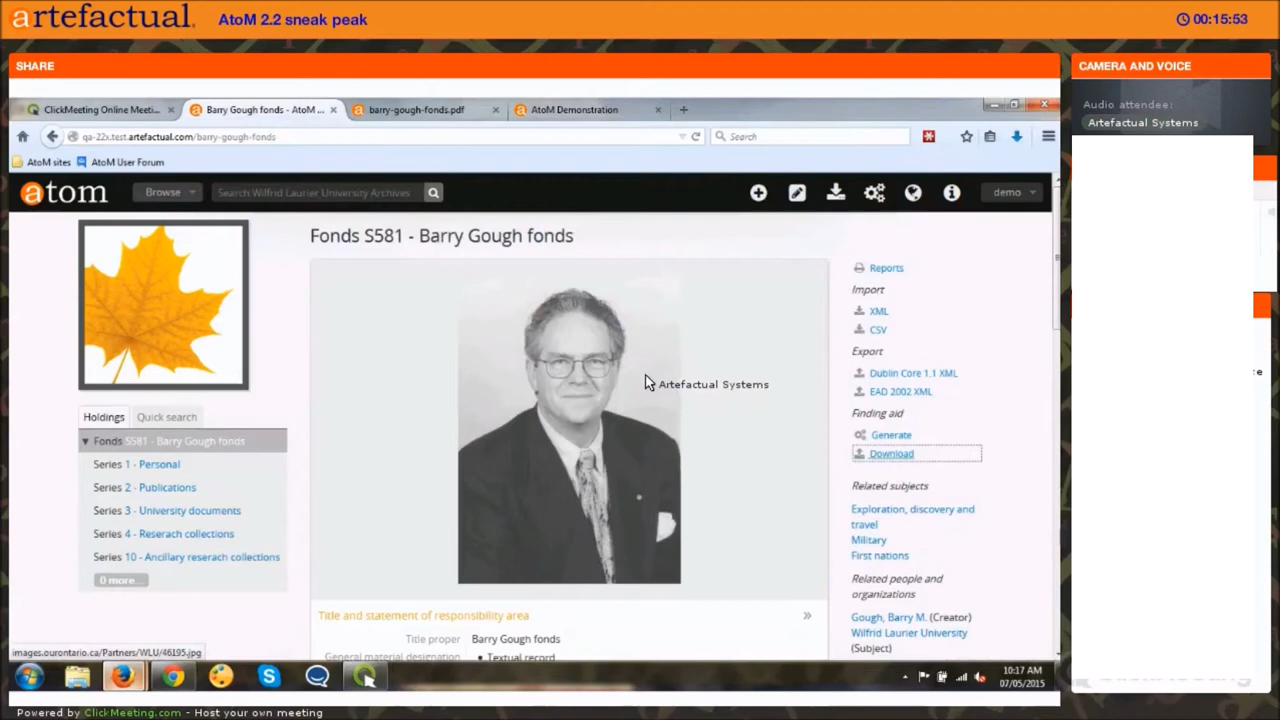 artefactual.
AtoM 2.2 sneak peak
00:15:53
SHARE
CAMERA AND VOICE
Audio attendee:
Artefactual Systems
ClickMeeting Online Meeti...
Barry Gough fonds - AtoM ...
barry-gough-fonds.pdf
AtoM Demonstration
qa-22x.test.artefactual.com/barry-gough-fonds
Search
AtoM sites
AtoM User Forum
atom
Browse
Search Wilfrid Laurier University Archives
demo
Fonds S581 - Barry Gough fonds
Artefactual Systems
Holdings
Quick search
Fonds S581 - Barry Gough fonds
Series 1 - Personal
Series 2 - Publications
Series 3 - University documents
Series 4 - Reserach collections
Series 10 - Ancillary reserach collections
0 more...
Reports
Import
XML
CSV
Export
Dublin Core 1.1 XML
EAD 2002 XML
Finding aid
Generate
Download
Related subjects
Exploration, discovery and
travel
Military
First nations
Related people and
organizations
Gough, Barry M. (Creator)
Wilfrid Laurier University
(Subject)
Title and statement of responsibility area
Title proper Barry Gough fonds
General material designation • Textual record
images.ourontario.ca/Partners/WLU/46195.jpg
10:17 AM
07/05/2015
Powered by ClickMeeting.com - Host your own meeting